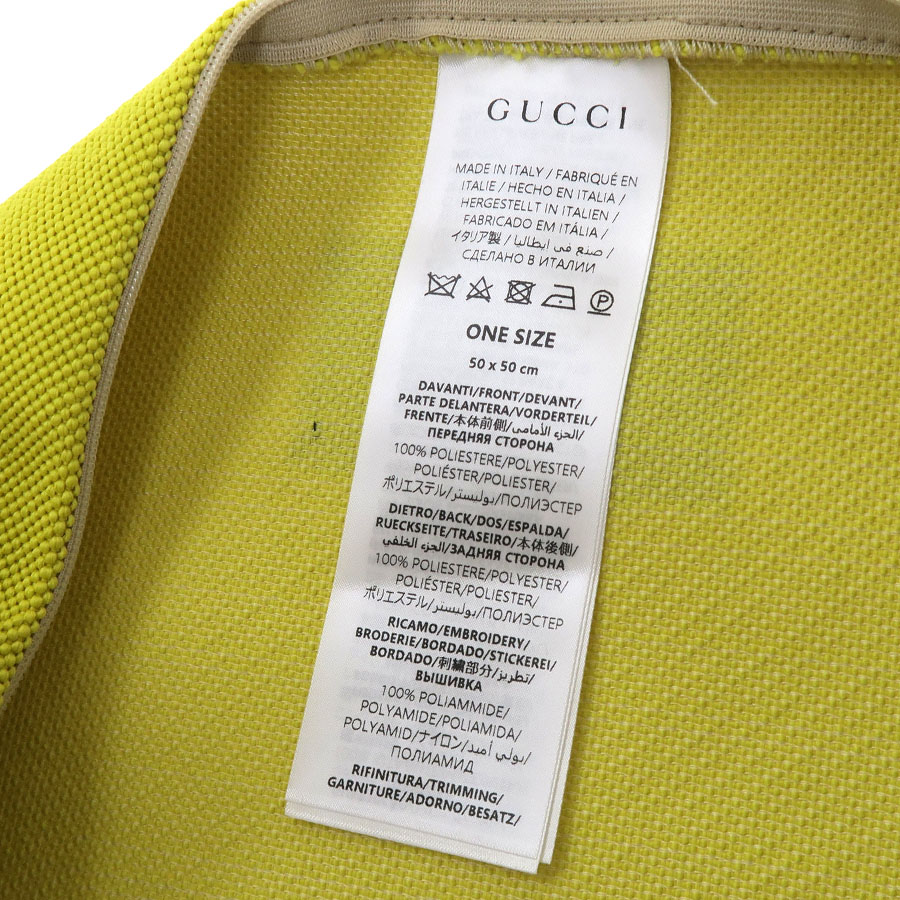 GUCCI
MADE IN ITALY / FABRIQUÉ EN
ITALIE / HECHO EN ITALIA /
HERGESTELLT IN ITALIEN /
FABRICADO EM ITÁLIA /
イタリア製 / صنع في ايطاليا /
СДЕЛАНО В ИТАЛИИ
P
ONE SIZE
50 x 50 cm
DAVANTI/FRONT/DEVANT/
PARTE DELANTERA/VORDERTEIL/
FRENTE/本体前側/الجزء الأمامي/
ПЕРЕДНЯЯ СТОРОНА
100% POLIESTERE/POLYESTER/
POLIÉSTER/POLIESTER/
ポリエステル/بوليستر/ПОЛИЭСТЕР
DIETRO/BACK/DOS/ESPALDA/
RUECKSEITE/TRASEIRO/本体後側/
الجزء الخلفي/ЗАДНЯЯ СТОРОНА
100% POLIESTERE/POLYESTER/
POLIÉSTER/POLIESTER/
ポリエステル/بوليستر/ПОЛИЭСТЕР
RICAMO/EMBROIDERY/
BRODERIE/BORDADO/STICKEREI/
BORDADO/刺繍部分/تطريز/
ВЫШИВКА
100% POLIAMMIDE/
POLYAMIDE/POLIAMIDA/
POLYAMID/ナイロン/بولي أميد/
ПОЛИАМИД
RIFINITURA/TRIMMING/
GARNITURE/ADORNO/BESATZ/